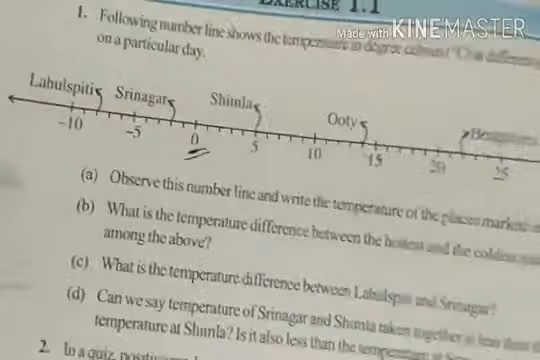 EXERCISE 1.1
Made with KINEMASTER
1. Following number line shows the temperature in degree celsius (°C) at different
on a particular day.
Lahulspiti Srinagar Shimla Ooty
–10 –5 0 5 10 15 20 25
(a) Observe this number line and write the temperature of the places marked
(b) What is the temperature difference between the hottest and the coldest
among the above?
(c) What is the temperature difference between Lahulspiti and Srinagar?
(d) Can we say temperature of Srinagar and Shimla taken together is less than
temperature at Shimla? Is it also less than the temperature
2. In a quiz, positive